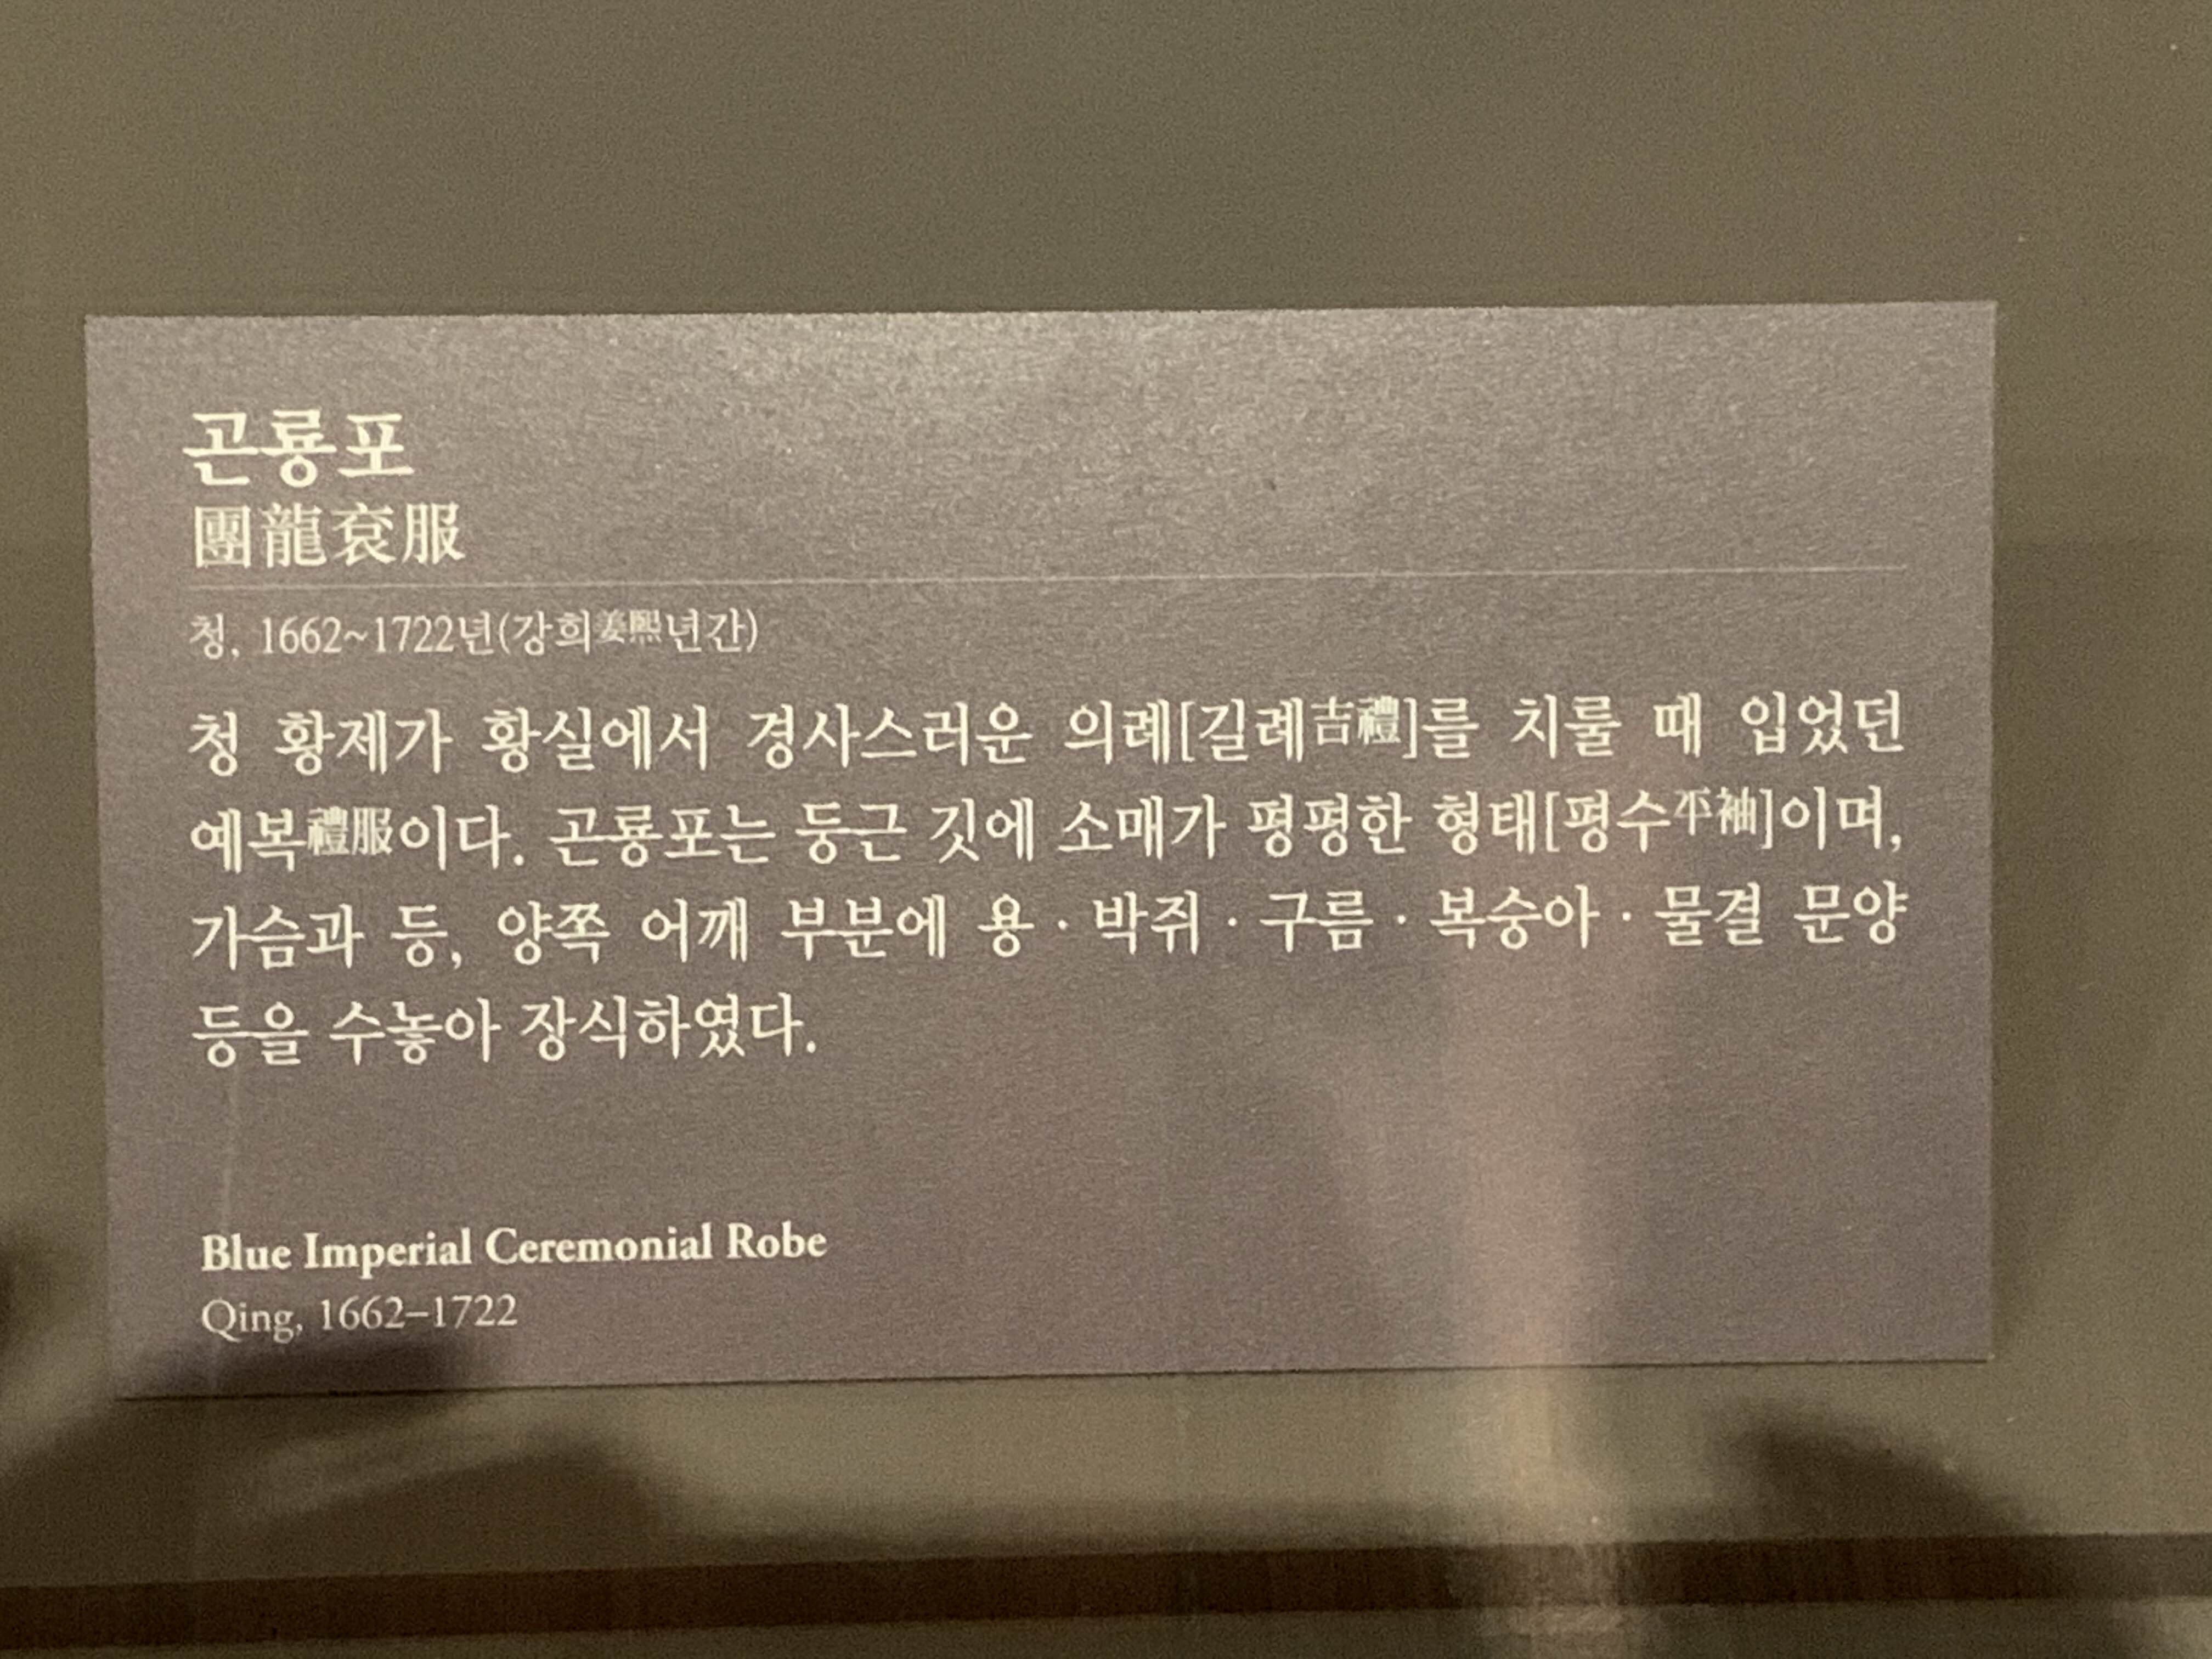 곤룡포
團龍袞服
청, 1662~1722년(강희姜熙년간)
청 황제가 황실에서 경사스러운 의례[길례吉禮]를 치룰 때 입었던
예복禮服이다. 곤룡포는 둥근 깃에 소매가 평평한 형태[평수平袖]이며,
가슴과 등, 양쪽 어깨 부분에 용 · 박쥐 · 구름 · 복숭아 · 물결 문양
등을 수놓아 장식하였다.
Blue Imperial Ceremonial Robe
Qing, 1662–1722